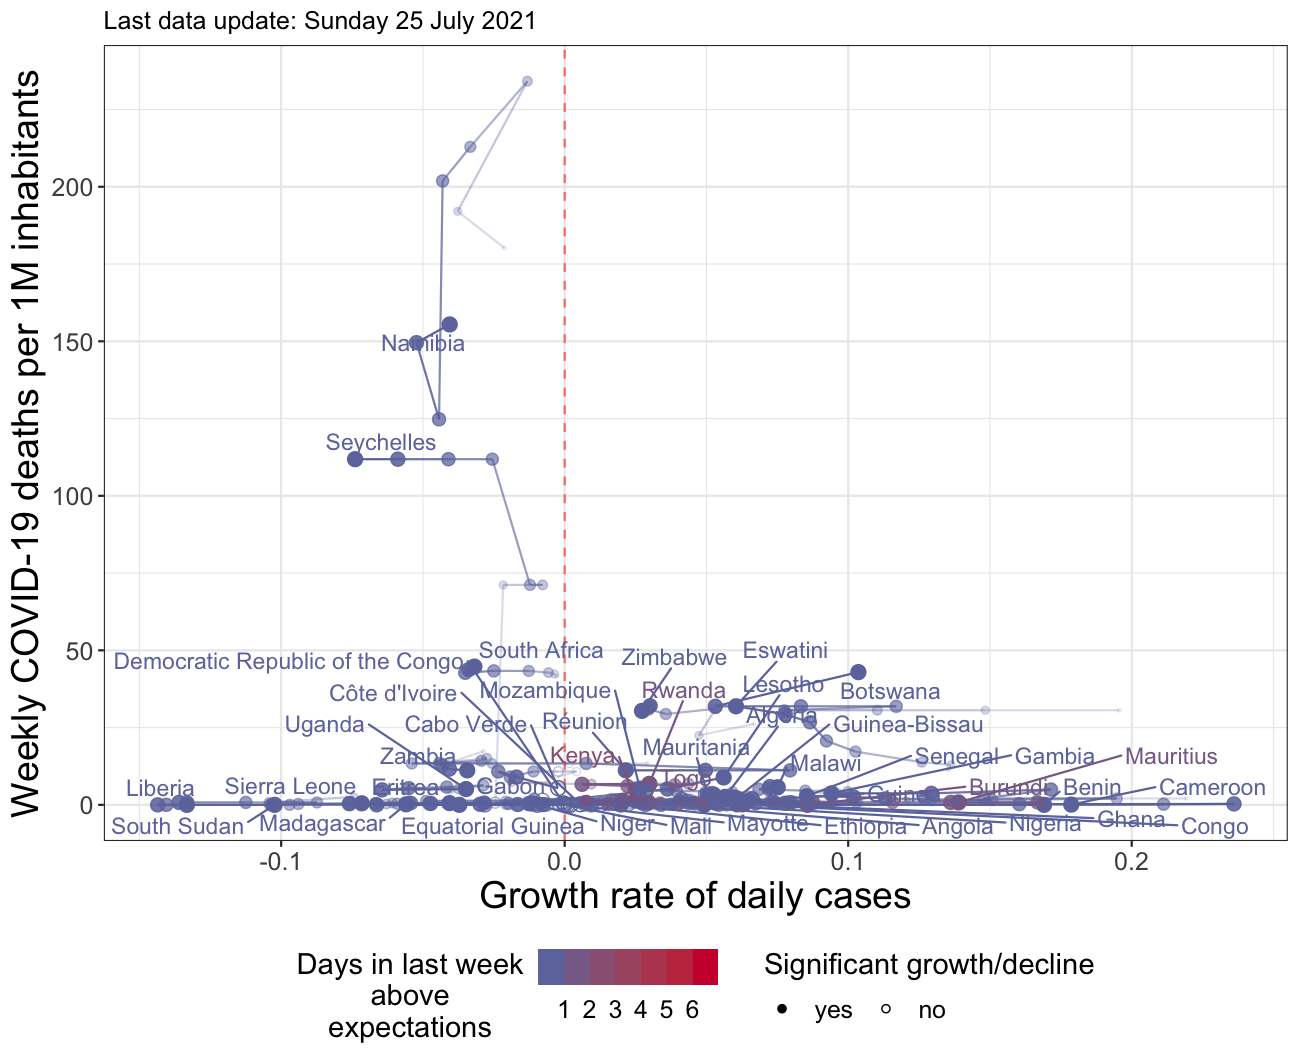 Last data update: Sunday 25 July 2021
Weekly COVID-19 deaths per 1M inhabitants
200
150
100
50
0
Namibia
Seychelles
South Africa
Democratic Republic of the Congo
Zimbabwe
Eswatini
Côte d'Ivoire
Mozambique
Rwanda
Lesotho
Botswana
Uganda
Cabo Verde
Réunion
Algeria
Guinea-Bissau
Zambia
Kenya
Mauritania
Malawi
Senegal
Gambia
Mauritius
Liberia
Sierra Leone
Eritrea
Gabon
Togo
Guinea
Burundi
Benin
Cameroon
South Sudan
Madagascar
Equatorial Guinea
Niger
Mali
Mayotte
Ethiopia
Angola
Nigeria
Ghana
Congo
-0.1
0.0
0.1
0.2
Growth rate of daily cases
Days in last week
above
expectations
1 2 3 4 5 6
Significant growth/decline
yes
no